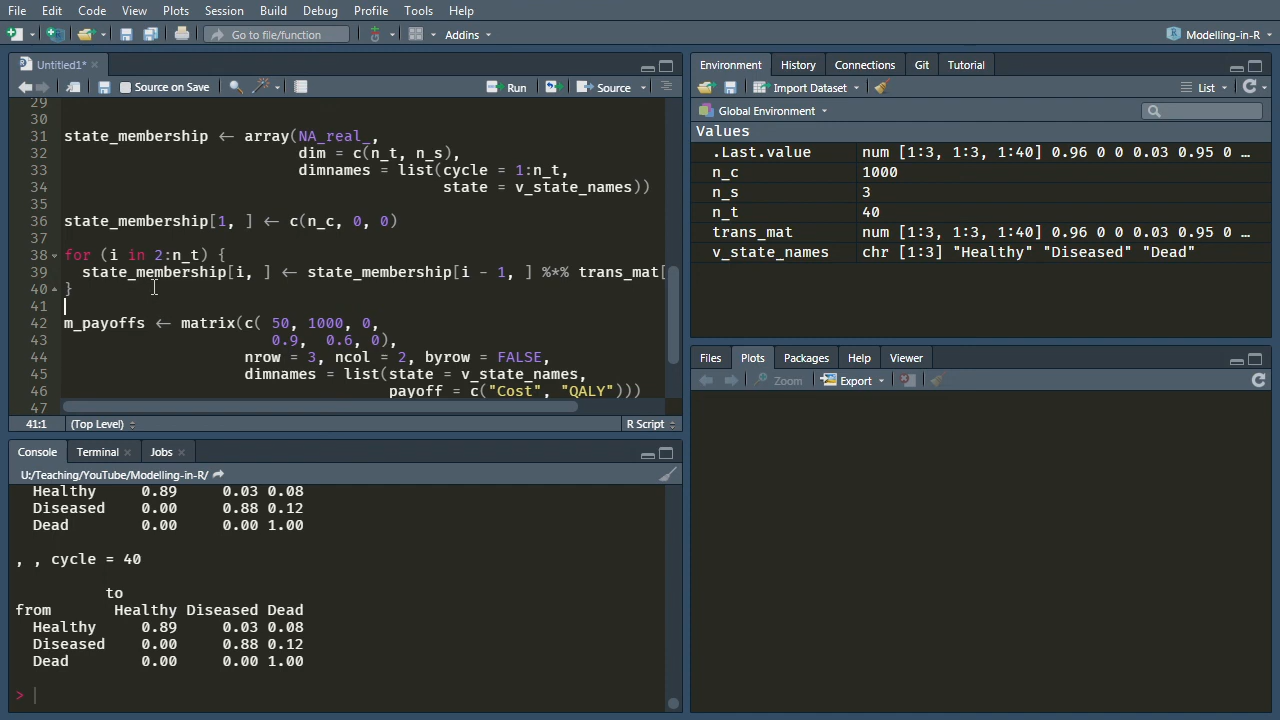 File Edit Code View Plots Session Build Debug Profile Tools Help
Go to file/function Addins Modelling-in-R
Untitled1*
Source on Save Run Source
29
30
31 state_membership ← array(NA_real_,
32 dim = c(n_t, n_s),
33 dimnames = list(cycle = 1:n_t,
34 state = v_state_names))
35
36 state_membership[1, ] ← c(n_c, 0, 0)
37
38 for (i in 2:n_t) {
39 state_membership[i, ] ← state_membership[i - 1, ] %*% trans_mat[
40 }
41
42 m_payoffs ← matrix(c( 50, 1000, 0,
43 0.9, 0.6, 0),
44 nrow = 3, ncol = 2, byrow = FALSE,
45 dimnames = list(state = v_state_names,
46 payoff = c("Cost", "QALY")))
47
41:1 (Top Level) R Script
Console Terminal Jobs
U:/Teaching/YouTube/Modelling-in-R/
Healthy 0.89 0.03 0.08
Diseased 0.00 0.88 0.12
Dead 0.00 0.00 1.00
, , cycle = 40
to
from Healthy Diseased Dead
Healthy 0.89 0.03 0.08
Diseased 0.00 0.88 0.12
Dead 0.00 0.00 1.00
>
Environment History Connections Git Tutorial
Import Dataset List
Global Environment
Values
.Last.value num [1:3, 1:3, 1:40] 0.96 0 0 0.03 0.95 0 …
n_c 1000
n_s 3
n_t 40
trans_mat num [1:3, 1:3, 1:40] 0.96 0 0 0.03 0.95 0 …
v_state_names chr [1:3] "Healthy" "Diseased" "Dead"
Files Plots Packages Help Viewer
Zoom Export